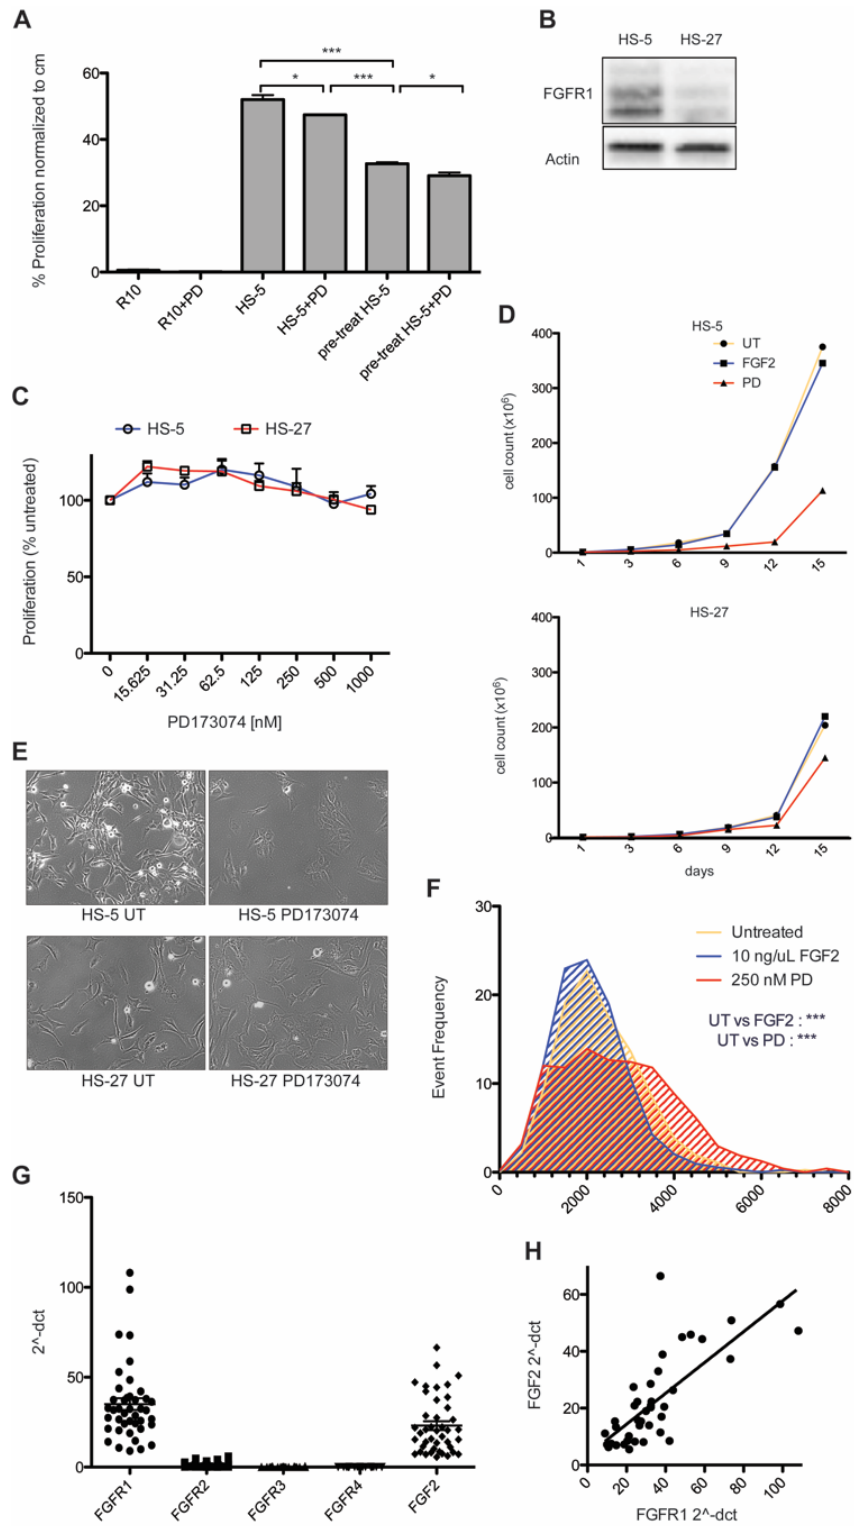 A
% Proliferation normalized to cm
60
40
20
0
***
* *** *
R10
R10+PD
HS-5
HS-5+PD
pre-treat HS-5
pre-treat HS-5+PD
B
HS-5 HS-27
FGFR1
Actin
C
HS-5 HS-27
Proliferation (% untreated)
100
50
0
0 15.625 31.25 62.5 125 250 500 1000
PD173074 [nM]
D
HS-5
UT
FGF2
PD
cell count (x10⁶)
400
300
200
100
0
1 3 6 9 12 15
HS-27
cell count (x10⁶)
400
300
200
100
0
1 3 6 9 12 15
days
E
HS-5 UT HS-5 PD173074
HS-27 UT HS-27 PD173074
F
Event Frequency
30
20
10
0
Untreated
10 ng/uL FGF2
250 nM PD
UT vs FGF2 : ***
UT vs PD : ***
0 2000 4000 6000 8000
G
2^-dct
150
100
50
0
FGFR1 FGFR2 FGFR3 FGFR4 FGF2
H
FGF2 2^-dct
60
40
20
0
0 20 40 60 80 100
FGFR1 2^-dct